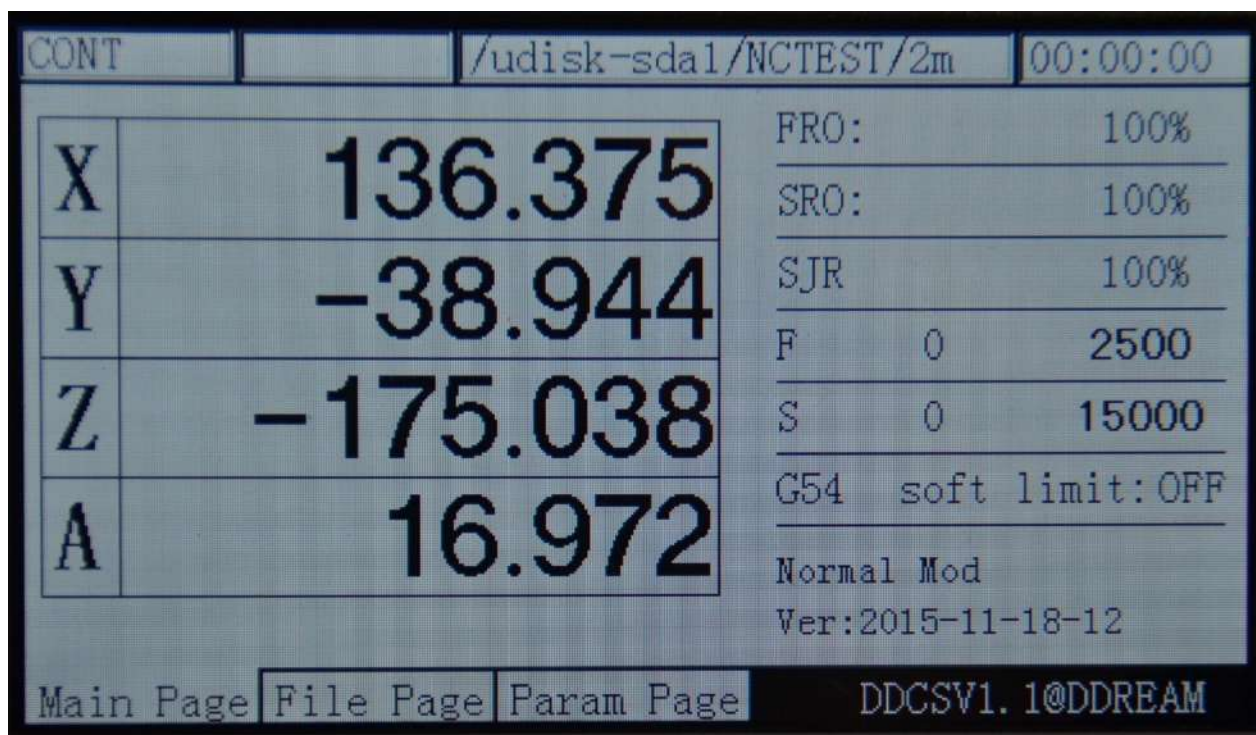 CONT /udisk-sda1/NCTEST/2m 00:00:00
X 136.375
Y -38.944
Z -175.038
A 16.972
FRO: 100%
SRO: 100%
SJR 100%
F 0 2500
S 0 15000
G54 soft limit:OFF
Normal Mod
Ver:2015-11-18-12
Main Page File Page Param Page DDCSV1.1@DDREAM